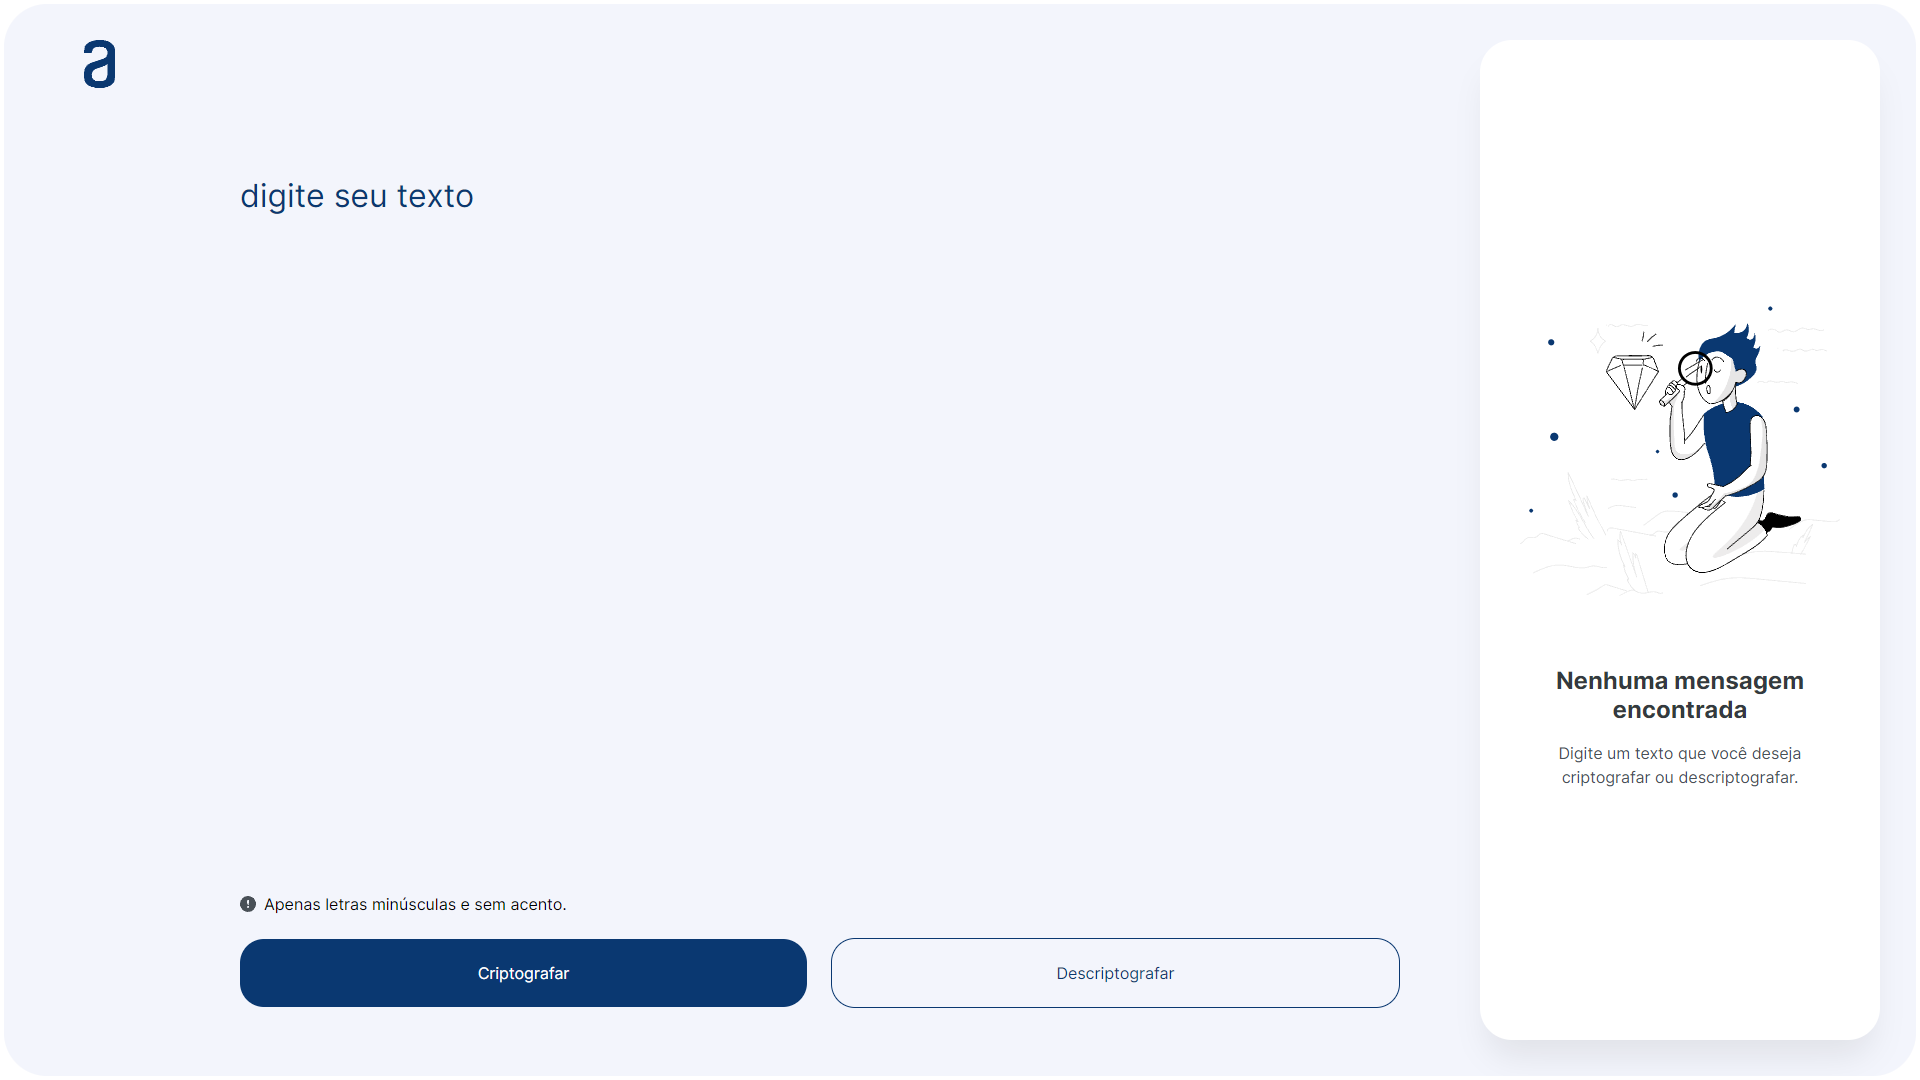 a
digite seu texto
Apenas letras minúsculas e sem acento.
Criptografar
Descriptografar
Nenhuma mensagem
encontrada
Digite um texto que você deseja
criptografar ou descriptografar.